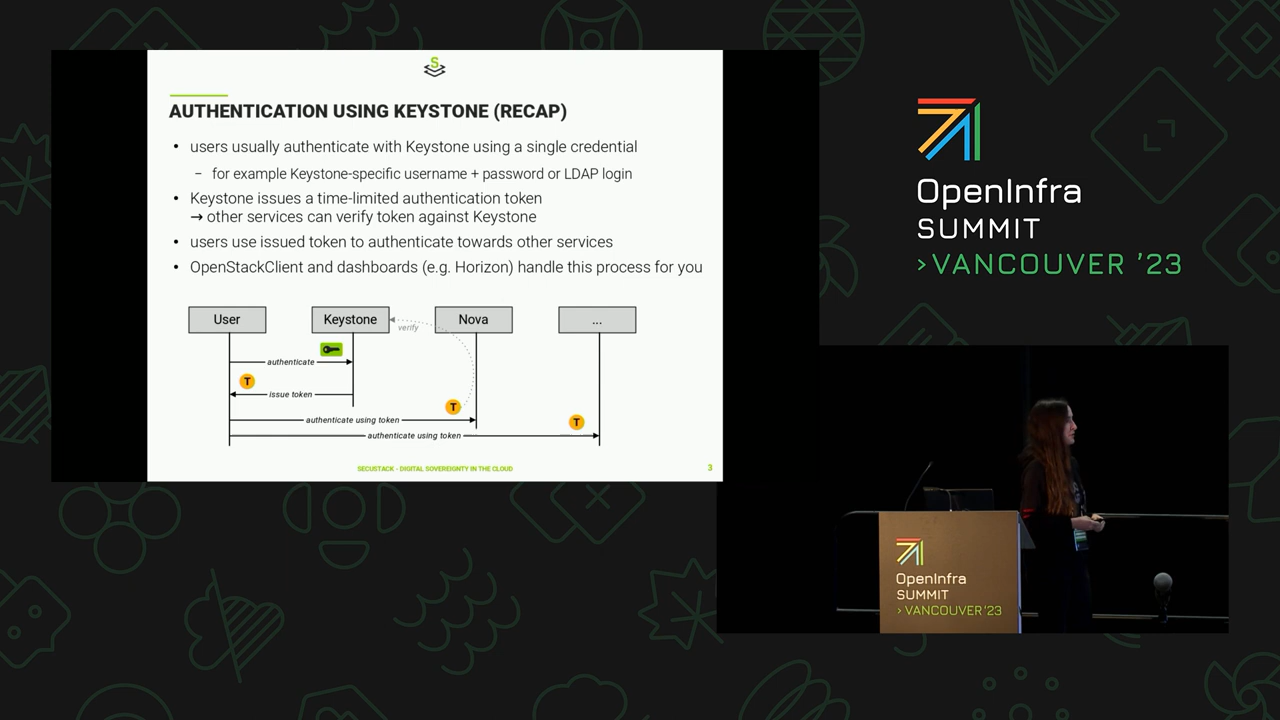 S
AUTHENTICATION USING KEYSTONE (RECAP)
• users usually authenticate with Keystone using a single credential
– for example Keystone-specific username + password or LDAP login
• Keystone issues a time-limited authentication token
→ other services can verify token against Keystone
• users use issued token to authenticate towards other services
• OpenStackClient and dashboards (e.g. Horizon) handle this process for you
User
Keystone
Nova
...
verify
authenticate
T
issue token
T
authenticate using token
T
authenticate using token
SECUSTACK - DIGITAL SOVEREIGNTY IN THE CLOUD
3
OpenInfra
SUMMIT
>VANCOUVER '23
OpenInfra
SUMMIT
>VANCOUVER '23